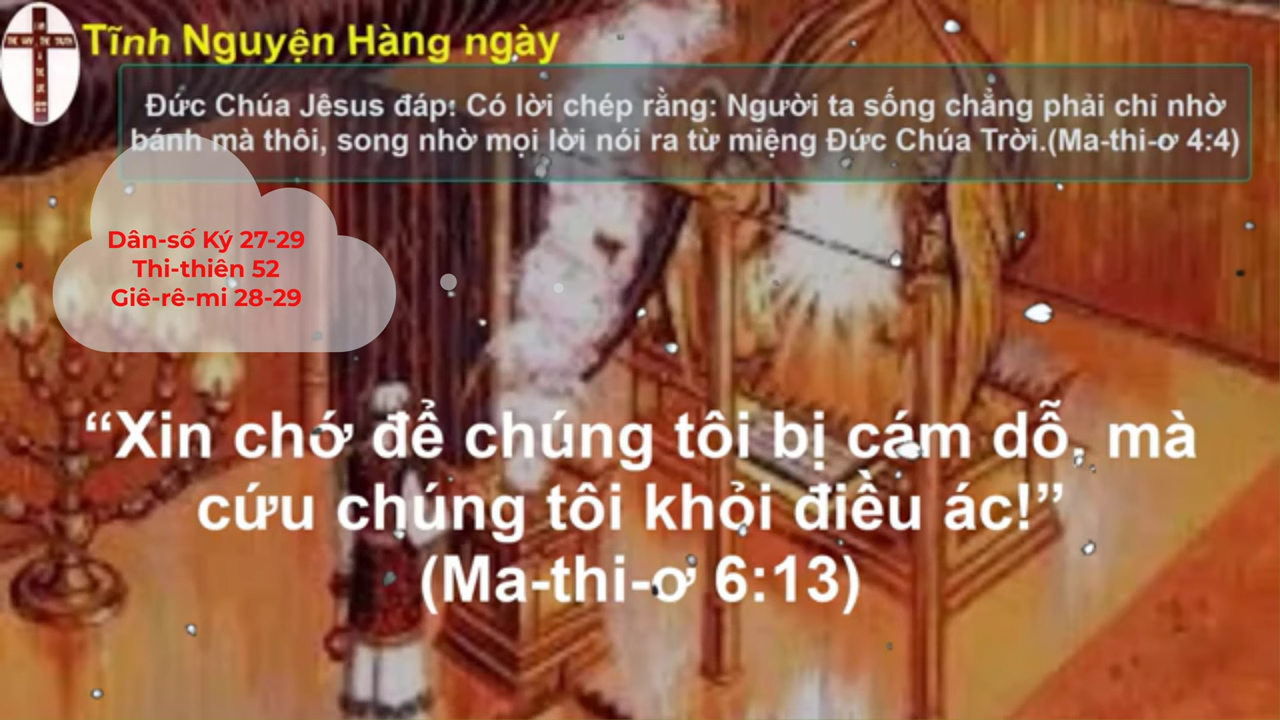 Tĩnh Nguyện Hàng ngày
Đức Chúa Jêsus đáp: Có lời chép rằng: Người ta sống chẳng phải chỉ nhờ
bánh mà thôi, song nhờ mọi lời nói ra từ miệng Đức Chúa Trời.(Ma-thi-ơ 4:4)
Dân-số Ký 27-29
Thi-thiên 52
Giê-rê-mi 28-29
“Xin chớ để chúng tôi bị cám dỗ, mà
cứu chúng tôi khỏi điều ác!”
(Ma-thi-ơ 6:13)